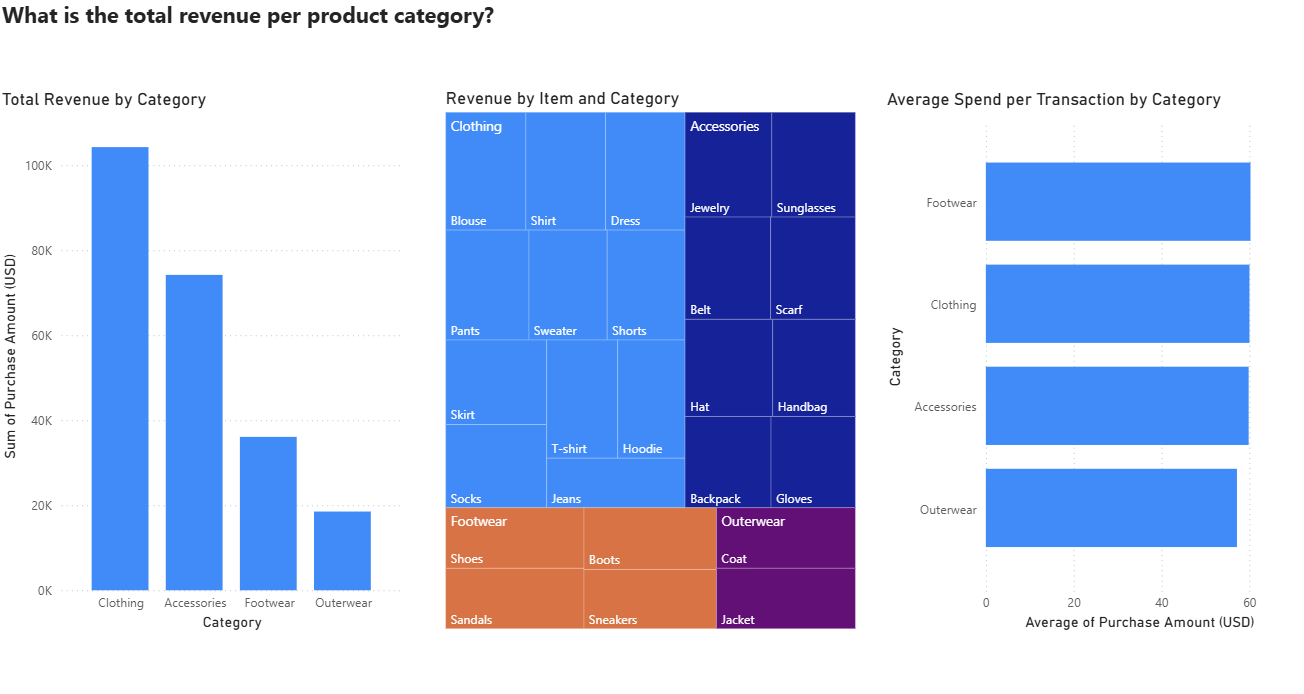 What is the total revenue per product category?
Total Revenue by Category
Sum of Purchase Amount (USD)
100K
80K
60K
40K
20K
0K
Clothing Accessories Footwear Outerwear
Category
Revenue by Item and Category
Clothing
Blouse
Shirt
Dress
Pants
Sweater
Shorts
Skirt
T-shirt
Hoodie
Socks
Jeans
Accessories
Jewelry
Sunglasses
Belt
Scarf
Hat
Handbag
Backpack
Gloves
Footwear
Shoes
Boots
Sandals
Sneakers
Outerwear
Coat
Jacket
Average Spend per Transaction by Category
Category
Footwear
Clothing
Accessories
Outerwear
0 20 40 60
Average of Purchase Amount (USD)